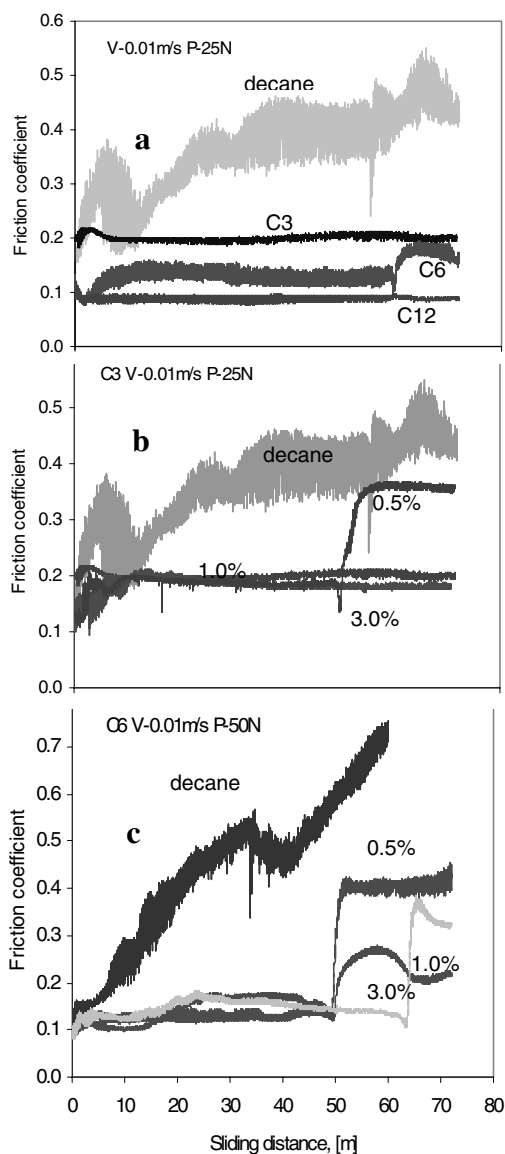 0.6
V-0.01m/s P-25N
decane
0.5
a
0.4
Friction coefficient
0.3
C3
0.2
C6
0.1
C12
0.0
C3 V-0.01m/s P-25N
0.5
b
decane
0.4
Friction coefficient
0.5%
0.3
1.0%
0.2
3.0%
0.1
0.0
C6 V-0.01m/s P-50N
0.7
decane
0.6
c
0.5
0.5%
Friction coefficient
0.4
0.3
1.0%
3.0%
0.2
0.1
0.0
0 10 20 30 40 50 60 70 80
Sliding distance, [m]